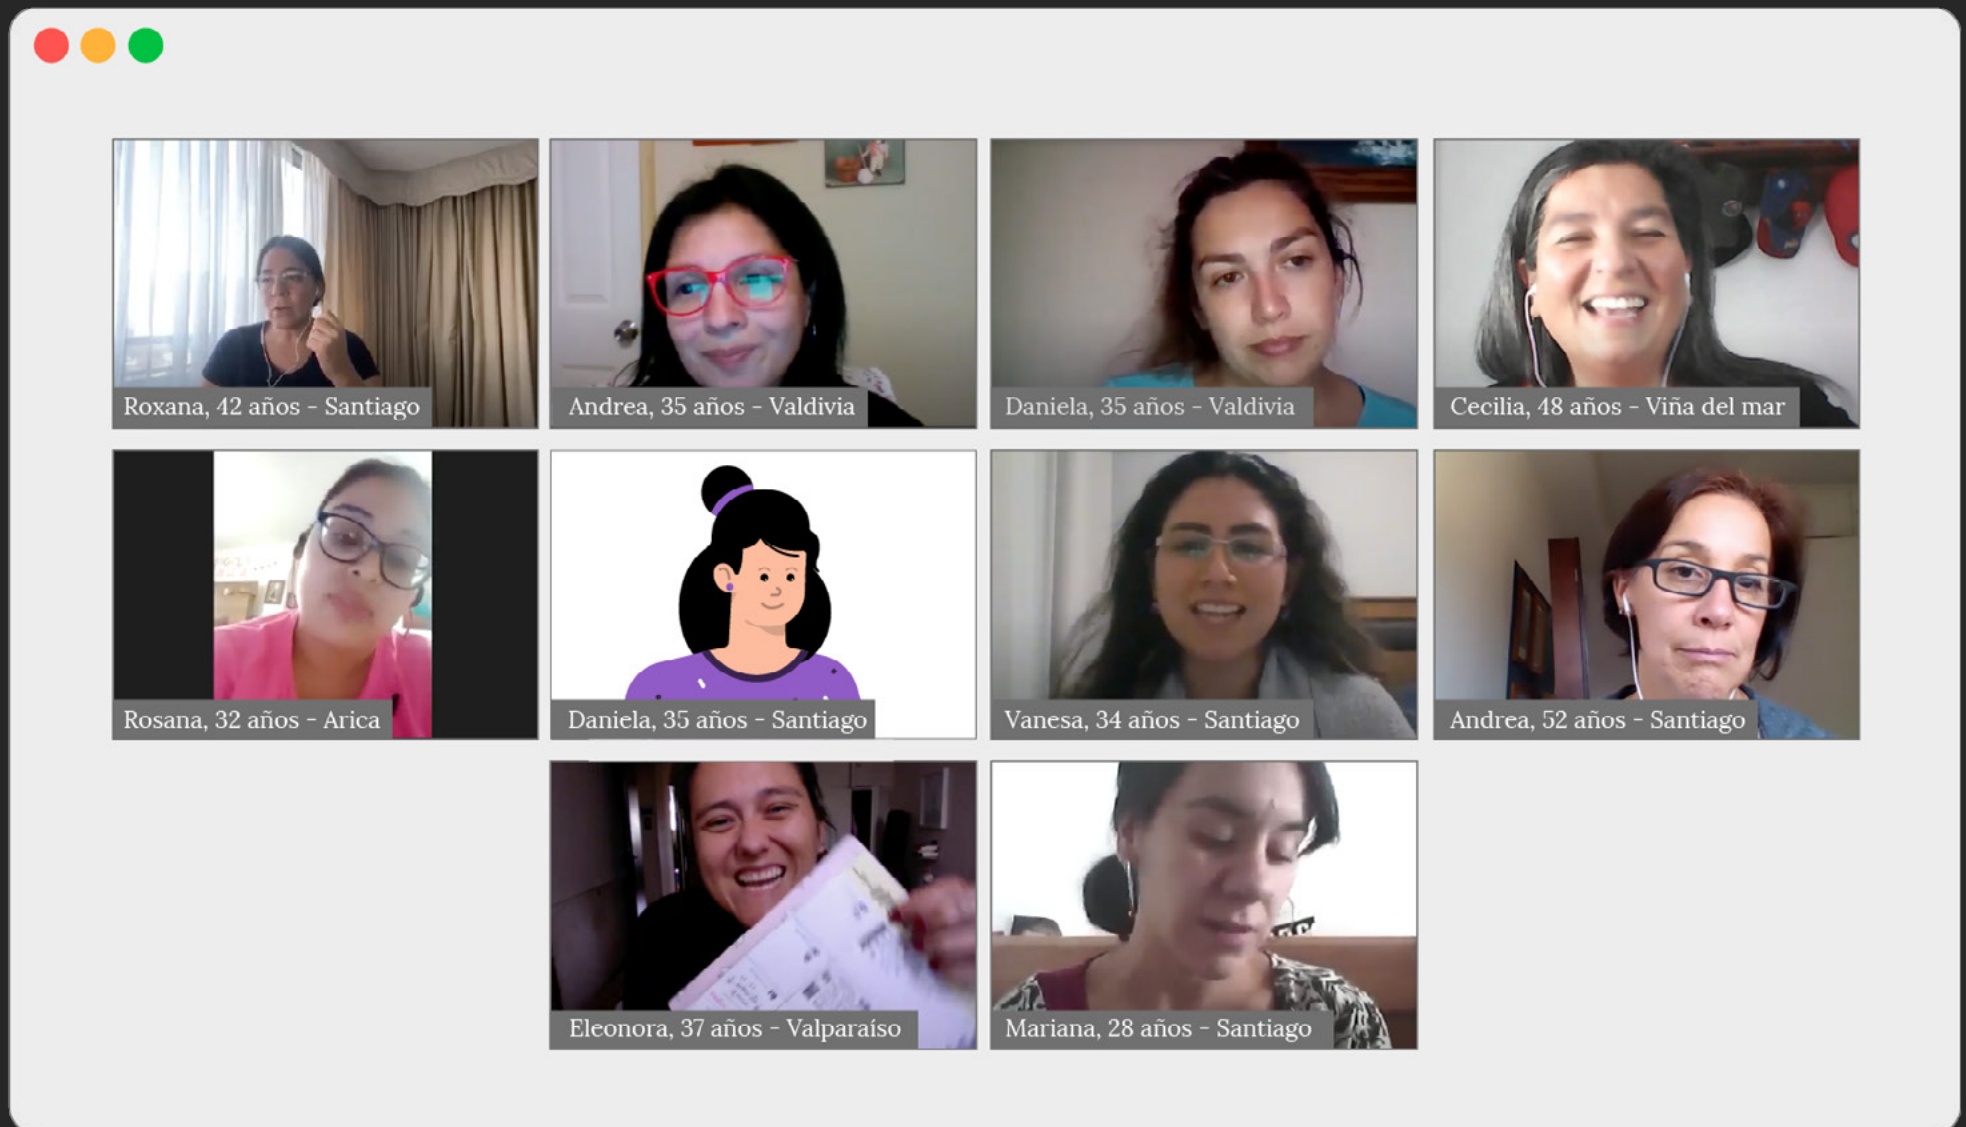 Roxana, 42 años - Santiago
Andrea, 35 años - Valdivia
Daniela, 35 años - Valdivia
Cecilia, 48 años - Viña del mar
Rosana, 32 años - Arica
Daniela, 35 años - Santiago
Vanesa, 34 años - Santiago
Andrea, 52 años - Santiago
Eleonora, 37 años - Valparaíso
Mariana, 28 años - Santiago